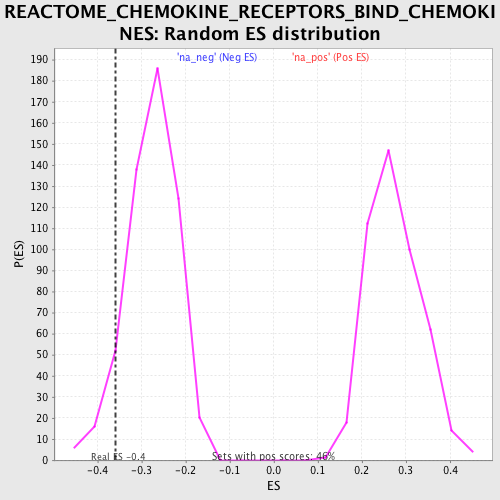 REACTOME_CHEMOKINE_RECEPTORS_BIND_CHEMOKI
NES: Random ES distribution
'na_neg' (Neg ES)
'na_pos' (Pos ES)
190
180
170
160
150
140
130
120
110
100
90
80
70
60
50
40
30
20
10
0
P(ES)
Real ES -0.4
Sets with pos scores: 46%
-0.4 -0.3 -0.2 -0.1 0.0 0.1 0.2 0.3 0.4
ES